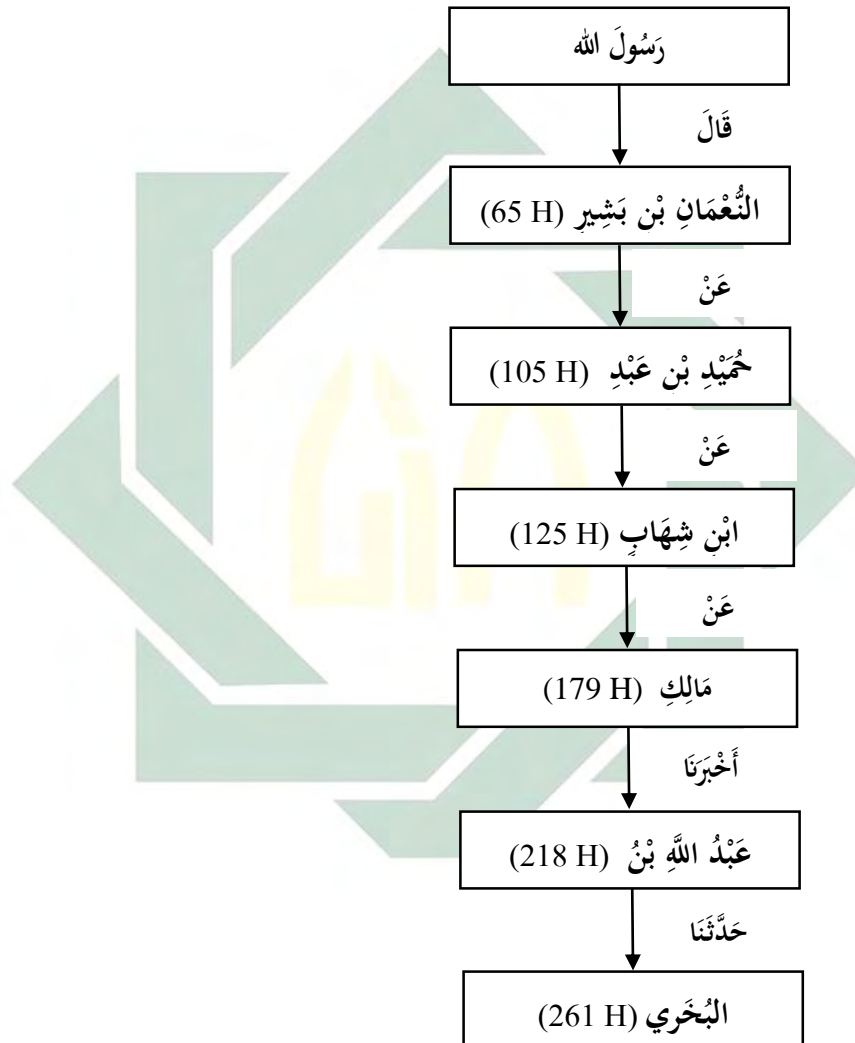 رَسُولَ الله
قَالَ
النُّعْمَانِ بْنِ بَشِيرٍ (65 H)
عَنْ
حُمَيْدِ بْنِ عَبْدِ (105 H)
عَنْ
ابْنِ شِهَابٍ (125 H)
عَنْ
مَالِكِ (179 H)
أَخْبَرَنَا
عَبْدُ اللَّهِ بْنُ (218 H)
حَدَّثَنَا
البُخَري (261 H)